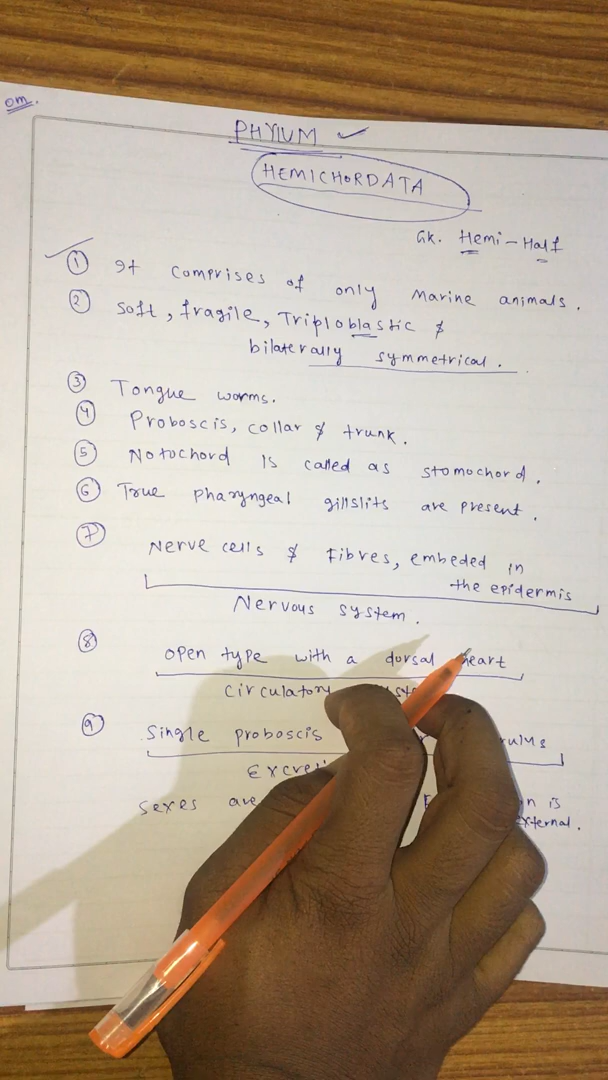 om.
PHYLUM
HEMICHORDATA
Gk. Hemi - Half
① It comprises of only Marine animals.
② Soft, fragile, Triploblastic &
bilaterally symmetrical.
③ Tongue worms.
④ Proboscis, collar & trunk.
⑤ Notochord is called as stomochord.
⑥ True pharyngeal gillslits are present.
⑦ Nerve cells & Fibres, embeded in
the epidermis
Nervous system.
⑧ open type with a dorsal heart
circulatory
⑨ Single proboscis
Sexes are is
external.